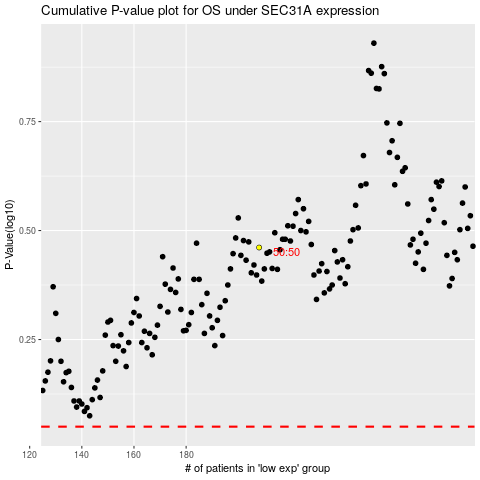 Cumulative P-value plot for OS under SEC31A expression
P-Value(log10)
0.75
0.50
0.25
50:50
120
140
160
180
# of patients in 'low exp' group